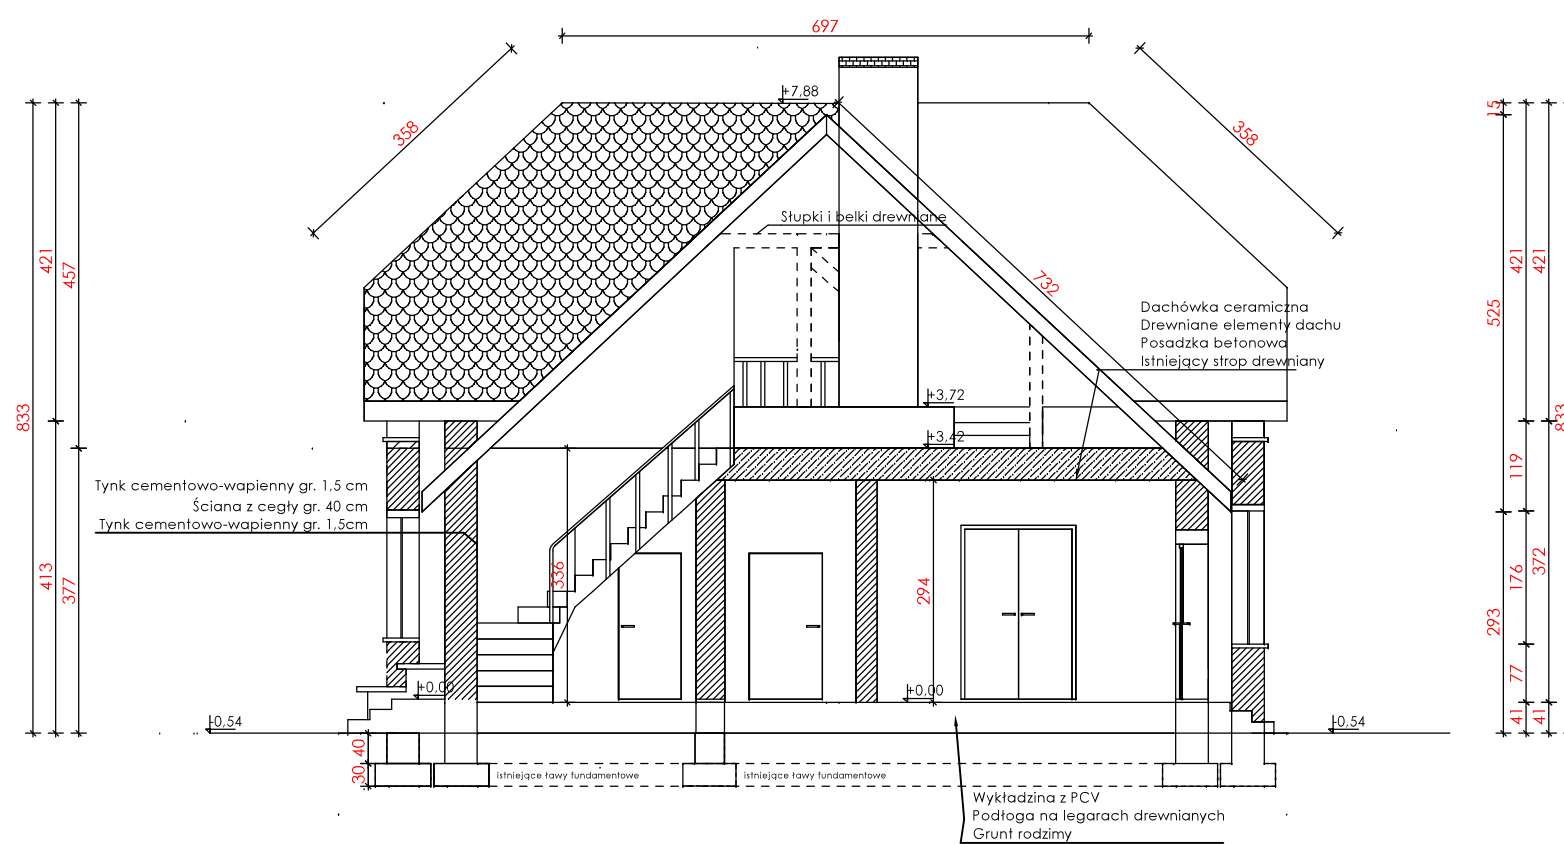 697
+7,88
358
358
15
Słupki i belki drewniane
421
457
732
421
421
525
Dachówka ceramiczna
Drewniane elementy dachu
Posadzka betonowa
Istniejący strop drewniany
+3,72
833
833
+3,42
119
Tynk cementowo-wapienny gr. 1,5 cm
Ściana z cegły gr. 40 cm
Tynk cementowo-wapienny gr. 1,5cm
413
377
336
294
176
372
293
77
+0,00
+0,00
41
41
-0,54
-0,54
40
30
istniejące ławy fundamentowe
istniejące ławy fundamentowe
Wykładzina z PCV
Podłoga na legarach drewnianych
Grunt rodzimy